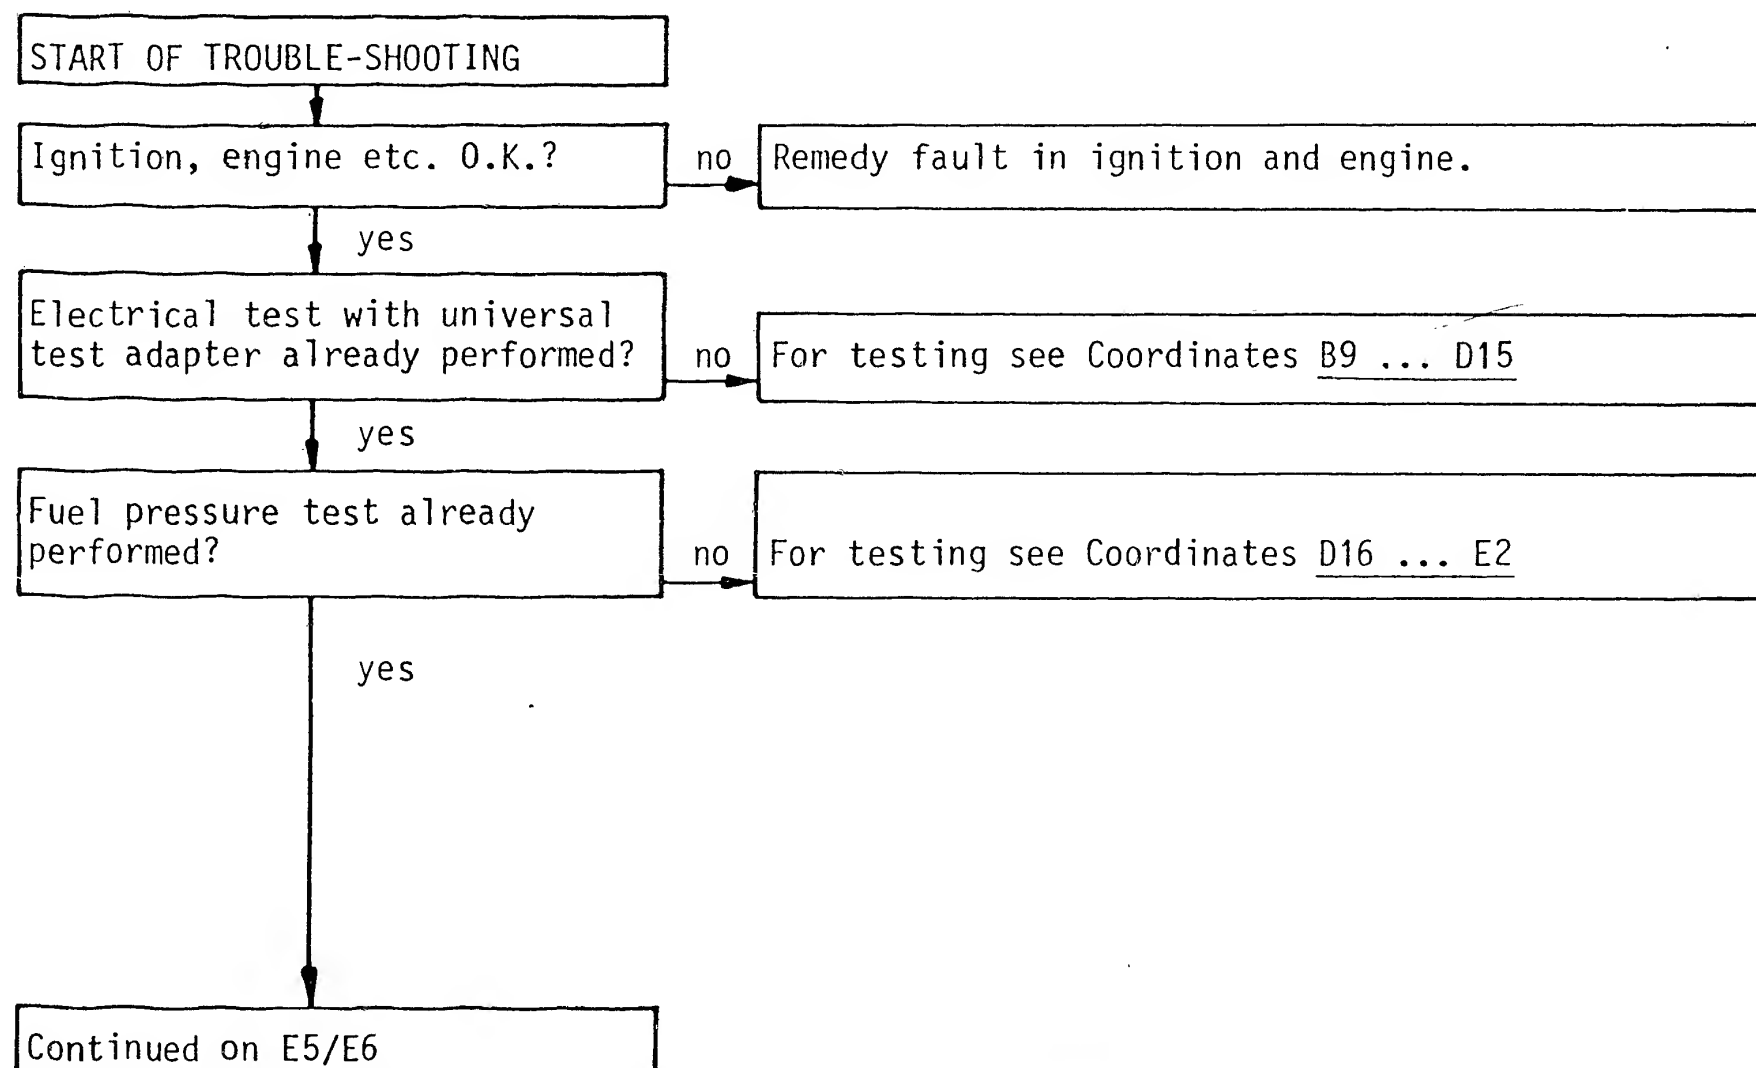 START OF TROUBLE-SHOOTING
Ignition, engine etc. O.K.?
no
Remedy fault in ignition and engine.
yes
Electrical test with universal
test adapter already performed?
no
For testing see Coordinates B9 ... D15
yes
Fuel pressure test already
performed?
no
For testing see Coordinates D16 ... E2
yes
Continued on E5/E6